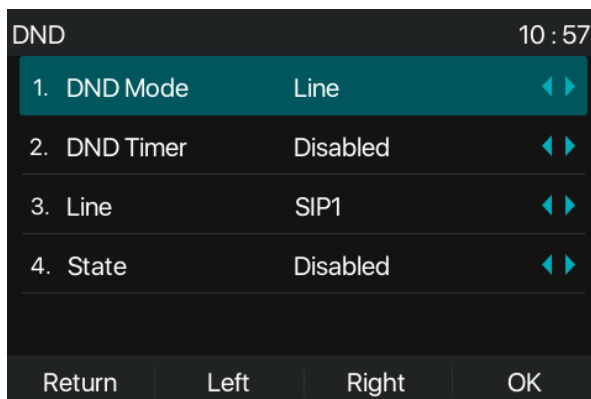 DND 10 : 57
1. DND Mode Line
2. DND Timer Disabled
3. Line SIP1
4. State Disabled
Return Left Right OK